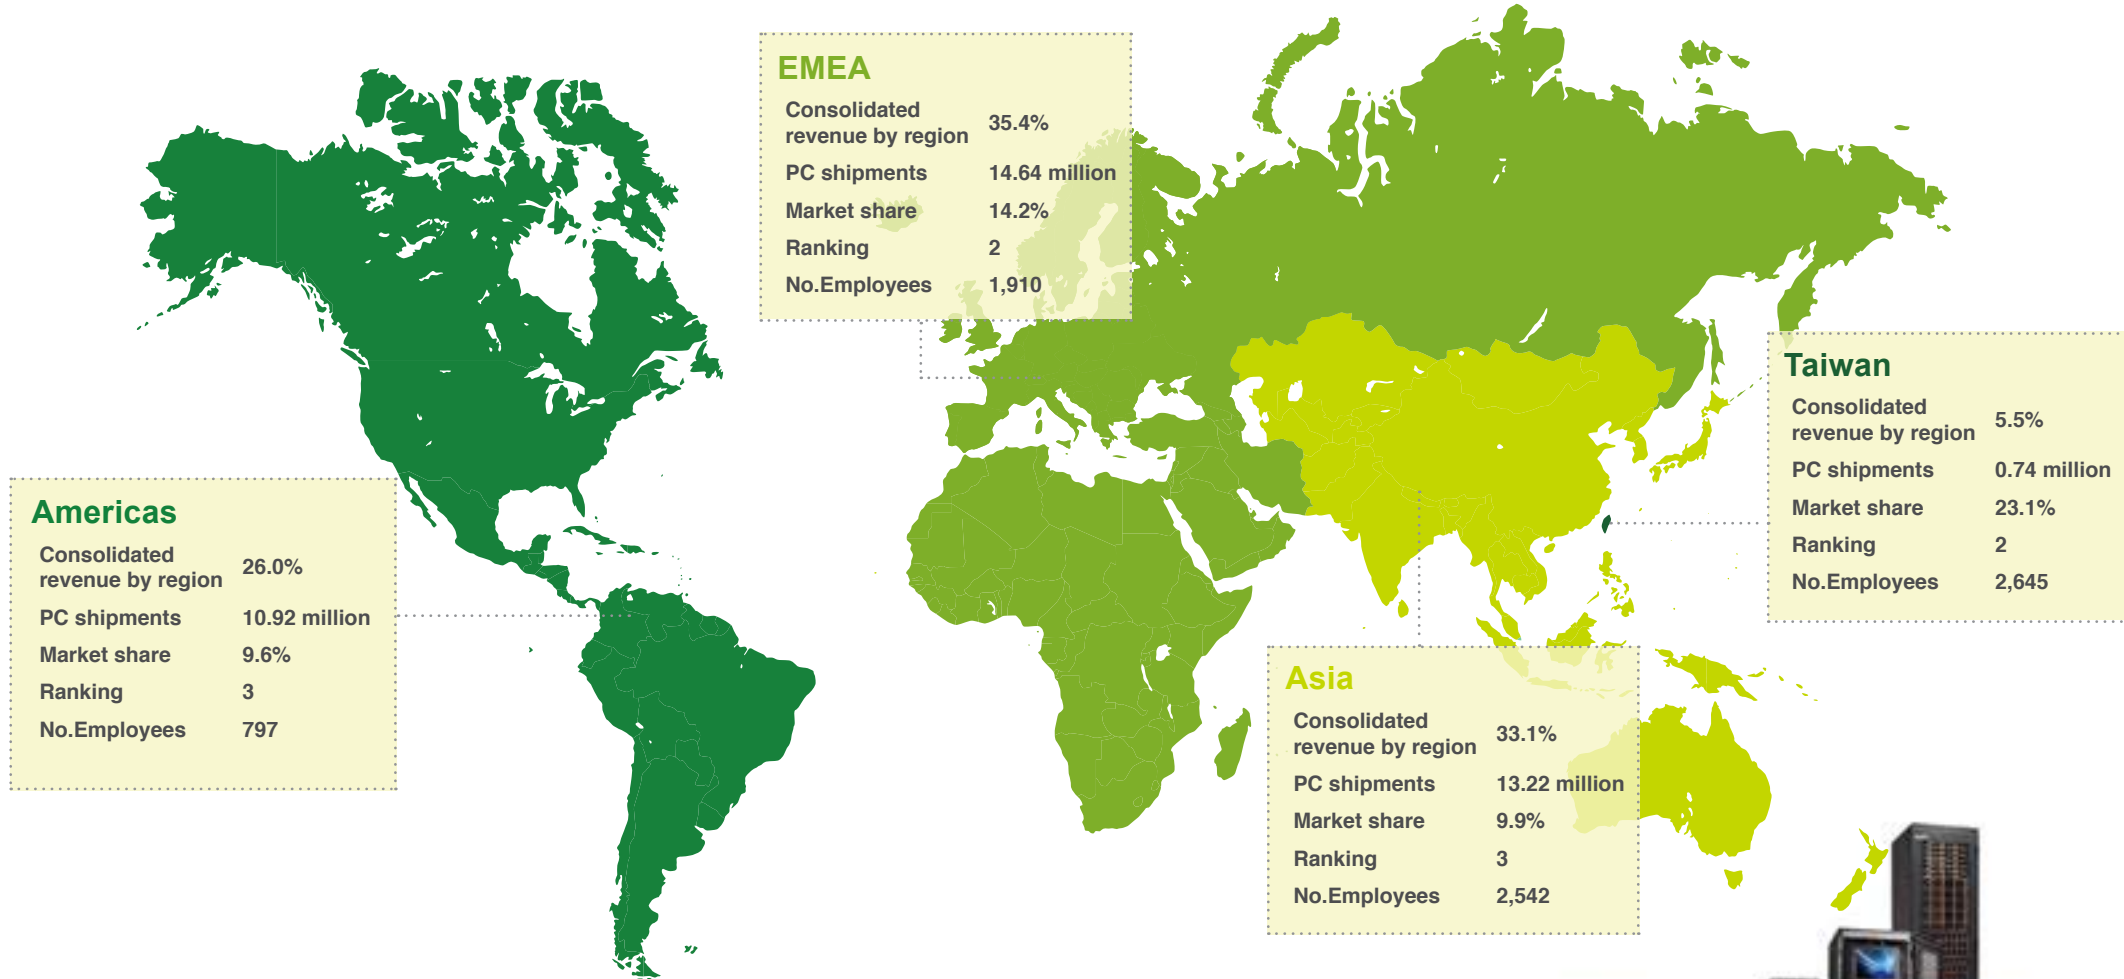 EMEA
Consolidated
revenue by region 35.4%
PC shipments 14.64 million
Market share 14.2%
Ranking 2
No.Employees 1,910
Taiwan
Consolidated
revenue by region 5.5%
PC shipments 0.74 million
Market share 23.1%
Ranking 2
No.Employees 2,645
Americas
Consolidated
revenue by region 26.0%
PC shipments 10.92 million
Market share 9.6%
Ranking 3
No.Employees 797
Asia
Consolidated
revenue by region 33.1%
PC shipments 13.22 million
Market share 9.9%
Ranking 3
No.Employees 2,542